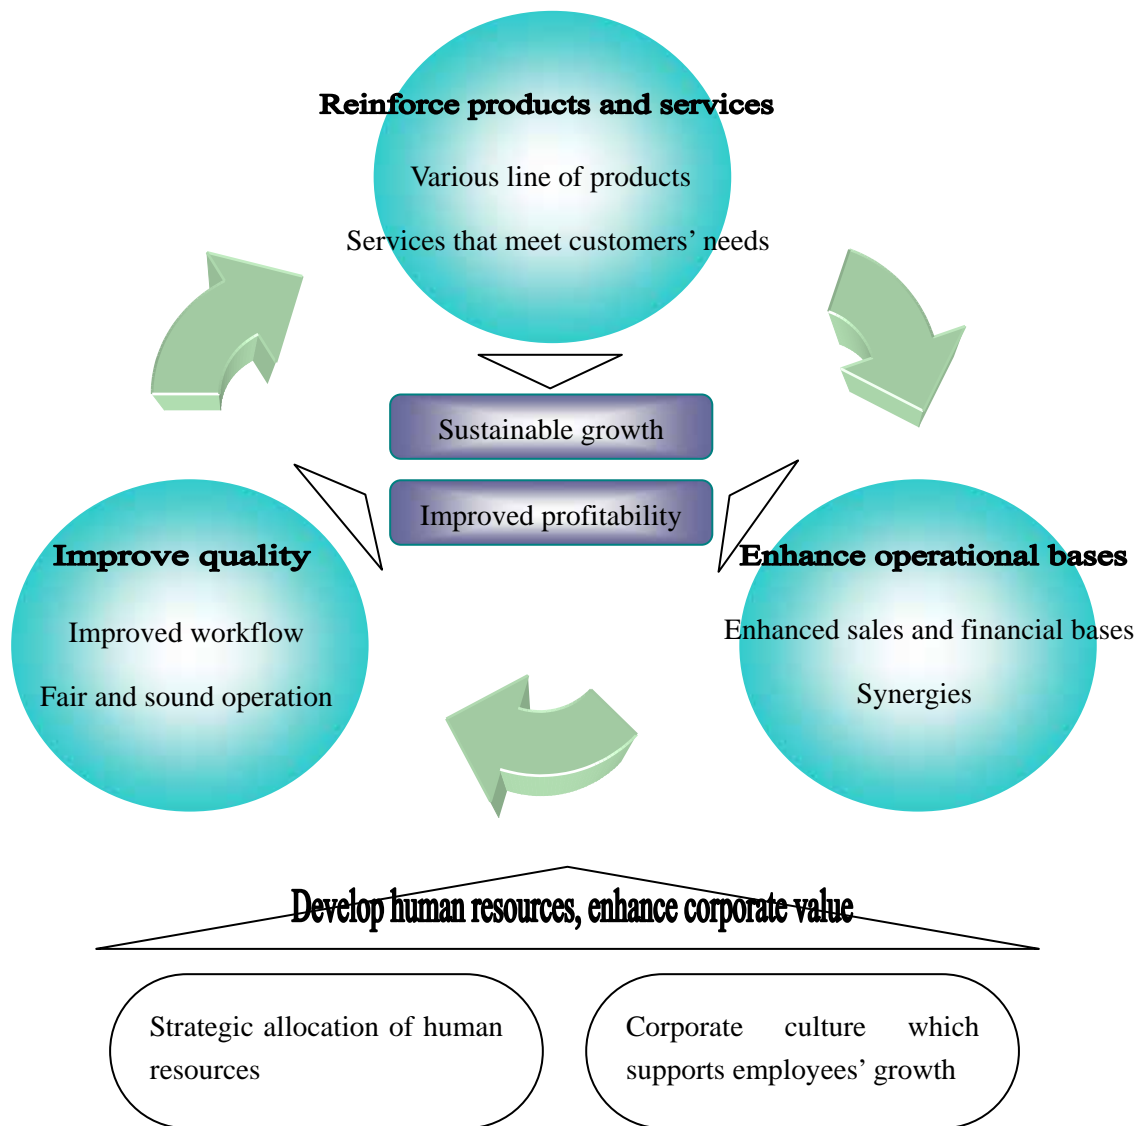 Reinforce products and services
Various line of products
Services that meet customers’ needs
Sustainable growth
Improved profitability
Improve quality
Improved workflow
Fair and sound operation
Enhance operational bases
Enhanced sales and financial bases
Synergies
Develop human resources, enhance corporate value
Strategic allocation of human
resources
Corporate culture which
supports employees’ growth